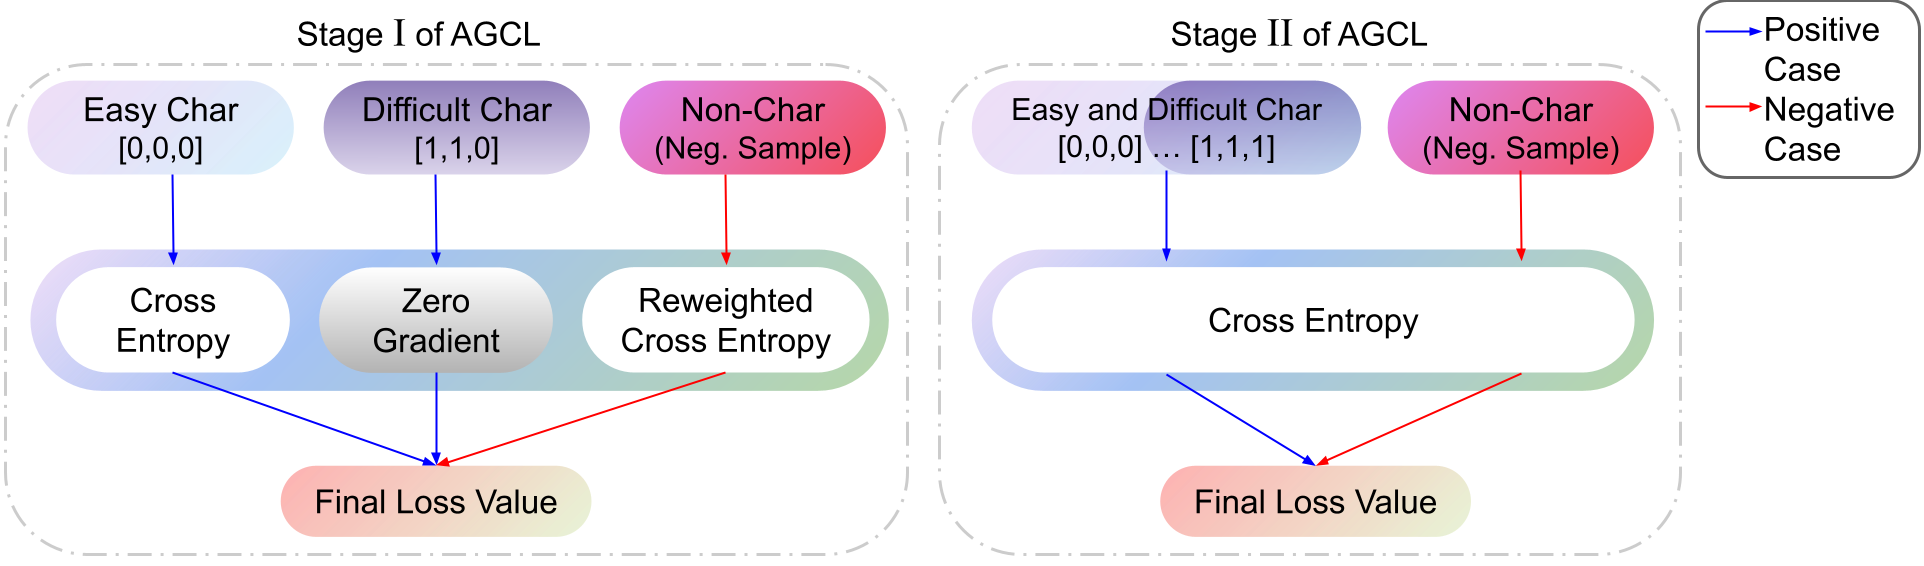 Stage I of AGCL
Easy Char
[0,0,0]
Difficult Char
[1,1,0]
Non-Char
(Neg. Sample)
Cross
Entropy
Zero
Gradient
Reweighted
Cross Entropy
Final Loss Value
Stage II of AGCL
Easy and Difficult Char
[0,0,0] ... [1,1,1]
Non-Char
(Neg. Sample)
Cross Entropy
Final Loss Value
Positive
Case
Negative
Case